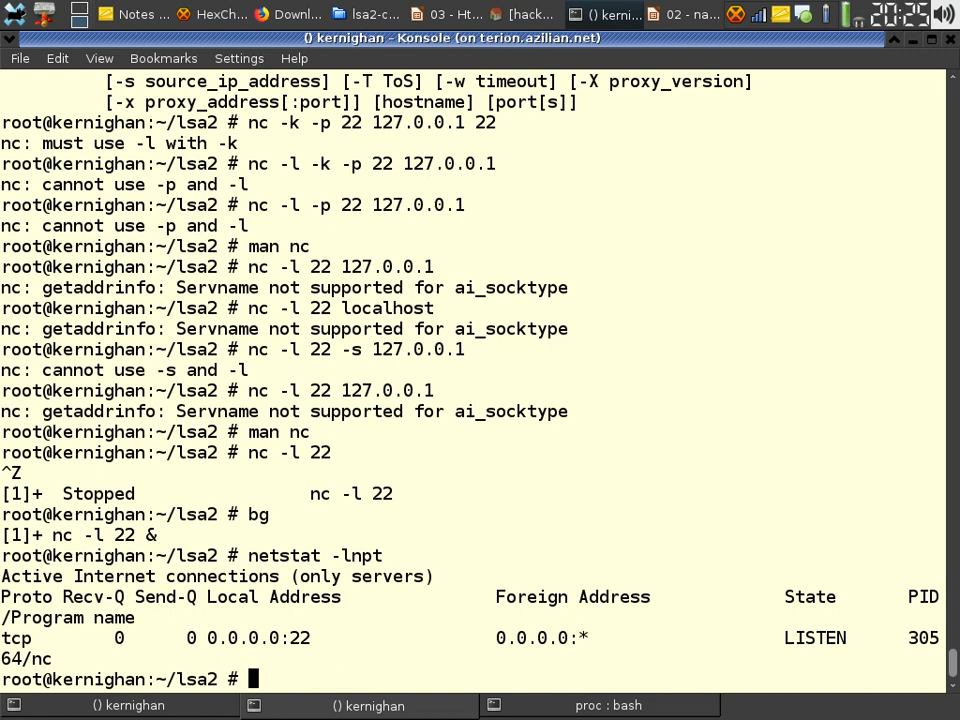 Notes ...
HexCh...
Downl...
lsa2-c...
03 - Ht...
[hack...
() kerni...
02 - na...
20:25
() kernighan - Konsole (on terion.azilian.net)
File Edit View Bookmarks Settings Help
[-s source_ip_address] [-T ToS] [-w timeout] [-X proxy_version]
[-x proxy_address[:port]] [hostname] [port[s]]
root@kernighan:~/lsa2 # nc -k -p 22 127.0.0.1 22
nc: must use -l with -k
root@kernighan:~/lsa2 # nc -l -k -p 22 127.0.0.1
nc: cannot use -p and -l
root@kernighan:~/lsa2 # nc -l -p 22 127.0.0.1
nc: cannot use -p and -l
root@kernighan:~/lsa2 # man nc
root@kernighan:~/lsa2 # nc -l 22 127.0.0.1
nc: getaddrinfo: Servname not supported for ai_socktype
root@kernighan:~/lsa2 # nc -l 22 localhost
nc: getaddrinfo: Servname not supported for ai_socktype
root@kernighan:~/lsa2 # nc -l 22 -s 127.0.0.1
nc: cannot use -s and -l
root@kernighan:~/lsa2 # nc -l 22 127.0.0.1
nc: getaddrinfo: Servname not supported for ai_socktype
root@kernighan:~/lsa2 # man nc
root@kernighan:~/lsa2 # nc -l 22
^Z
[1]+  Stopped                 nc -l 22
root@kernighan:~/lsa2 # bg
[1]+ nc -l 22 &
root@kernighan:~/lsa2 # netstat -lnpt
Active Internet connections (only servers)
Proto Recv-Q Send-Q Local Address               Foreign Address             State       PID
/Program name
tcp        0      0 0.0.0.0:22                  0.0.0.0:*                   LISTEN      305
64/nc
root@kernighan:~/lsa2 #
() kernighan
() kernighan
proc : bash